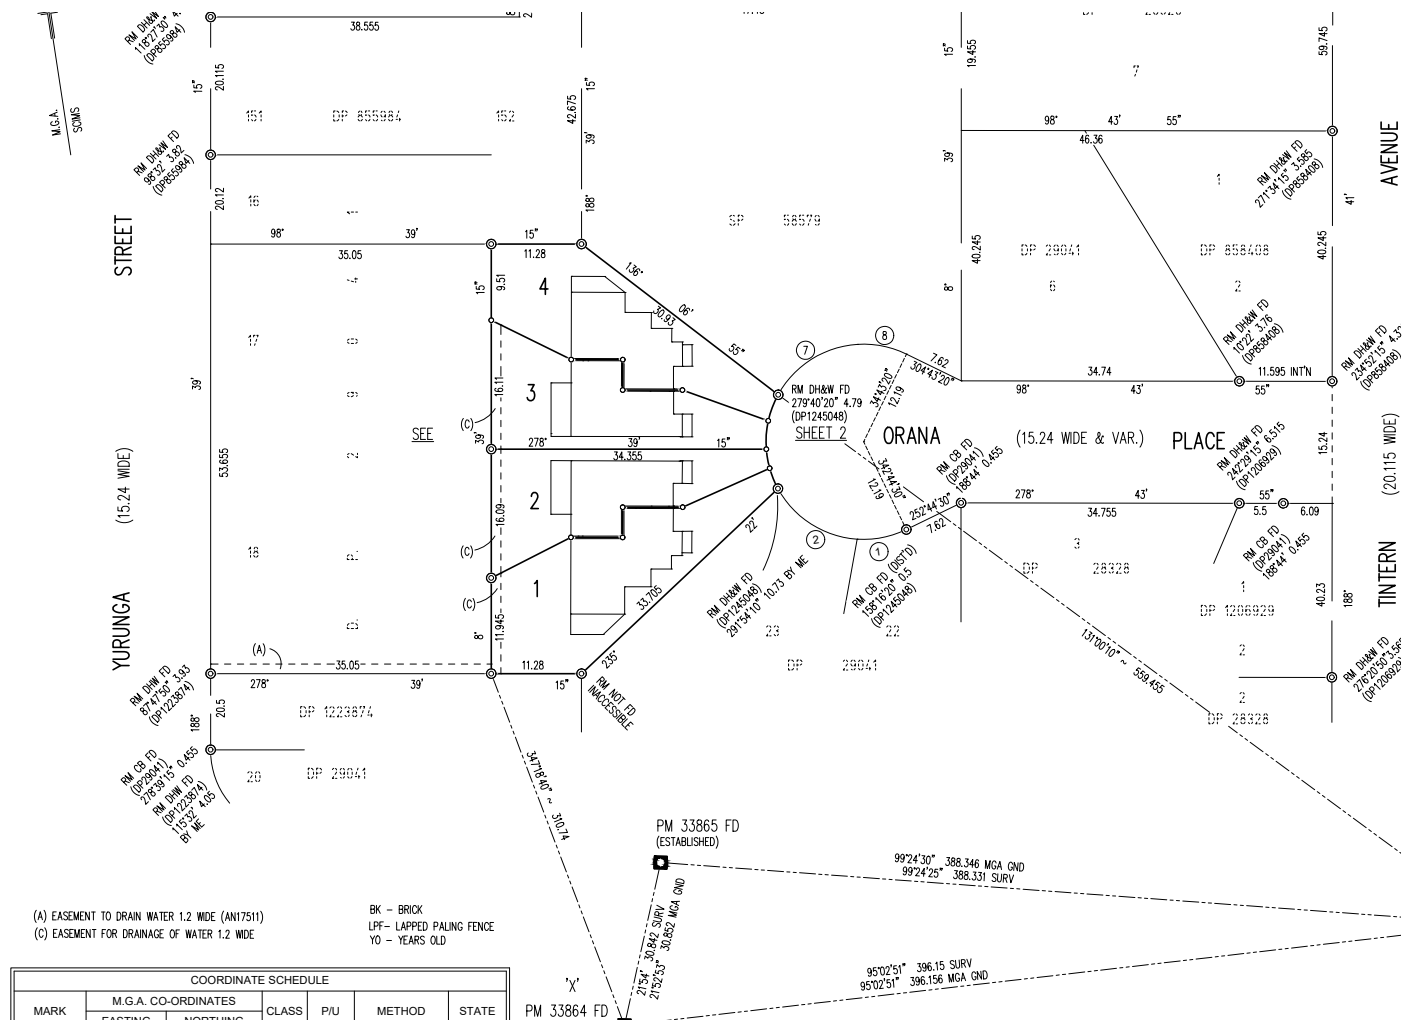 RM DH&W FD
118°27'30" 4.
(DP855984)
38.555
M.G.A.
SCIMS
15"
20.115
151
DP 855984
152
15"
42.675
39'
188°
RM DH&W FD
98°32' 3.82
(DP855984)
20.12
16
98°
39'
35.05
15"
11.28
STREET
(15.24 WIDE)
YURUNGA
39'
53.655
17
18
SEE
15"
9.51
4
16.11
3
(C)
39'
278°
39'
15"
34.355
2
16.09
(C)
1
(C)
8"
11.945
136°
06'
55"
30.93
SP 58579
15"
19.455
39'
40.245
8°
DP 28328
59.745
7
98° 43' 55"
46.36
RM DH&W FD
271°34'15" 3.585
(DP858408)
AVENUE
41'
1
DP 29041
6
DP 858408
2
40.245
RM DH&W FD
10°22' 3.76
(DP858408)
RM DH&W FD
234°52'15" 4.32
(DP858408)
7
8
7.62
304°43'20"
34°43'20"
12.19
34.74
98°
43'
55"
11.595 INT'N
RM DH&W FD
279°40'20" 4.79
(DP1245048)
SHEET 2
ORANA
(15.24 WIDE & VAR.)
PLACE
342°44'30"
12.19
RM CB FD
(DP29041)
188°44' 0.455
RM DH&W FD
242°29'15" 6.515
(DP1206929)
15.24
(20.115 WIDE)
252°44'30"
7.62
278°
43'
55"
34.755
5.5
6.09
2
1
22'
33.705
235°
RM DH&W FD
(DP1245048)
291°54'10" 10.73 BY ME
RM CB FD (DIST'D)
158°16'20" 0.5
(DP1245048)
RM CB FD
(DP29041)
188°44' 0.455
3
DP 28328
1
DP 1206929
40.23
188°
TINTERN
23
22
DP 29041
131°00'10" ~ 559.455
2
2
DP 28328
RM DH&W FD
276°20'50" 3.565
(DP1206929)
(A)
35.05
278°
39'
11.28
15"
RM NOT FD
INACCESSIBLE
RM DHW FD
87°47'50" 3.93
(DP1223874)
188°
20.5
DP 1223874
20
DP 29041
RM CB FD
(DP29041)
278°39'15" 0.455
RM DHW FD
(DP1223874)
115°32' 4.05
BY ME
347°18'40" ~ 310.74
PM 33865 FD
(ESTABLISHED)
99°24'30" 388.346 MGA GND
99°24'25" 388.331 SURV
21°54' 30.842 SURV
21°52'53" 30.852 MGA GND
95°02'51" 396.15 SURV
95°02'51" 396.156 MGA GND
(A) EASEMENT TO DRAIN WATER 1.2 WIDE (AN17511)
(C) EASEMENT FOR DRAINAGE OF WATER 1.2 WIDE
BK – BRICK
LPF– LAPPED PALING FENCE
YO – YEARS OLD
'X'
PM 33864 FD
COORDINATE SCHEDULE
MARK M.G.A. CO-ORDINATES CLASS P/U METHOD STATE
EASTING NORTHING